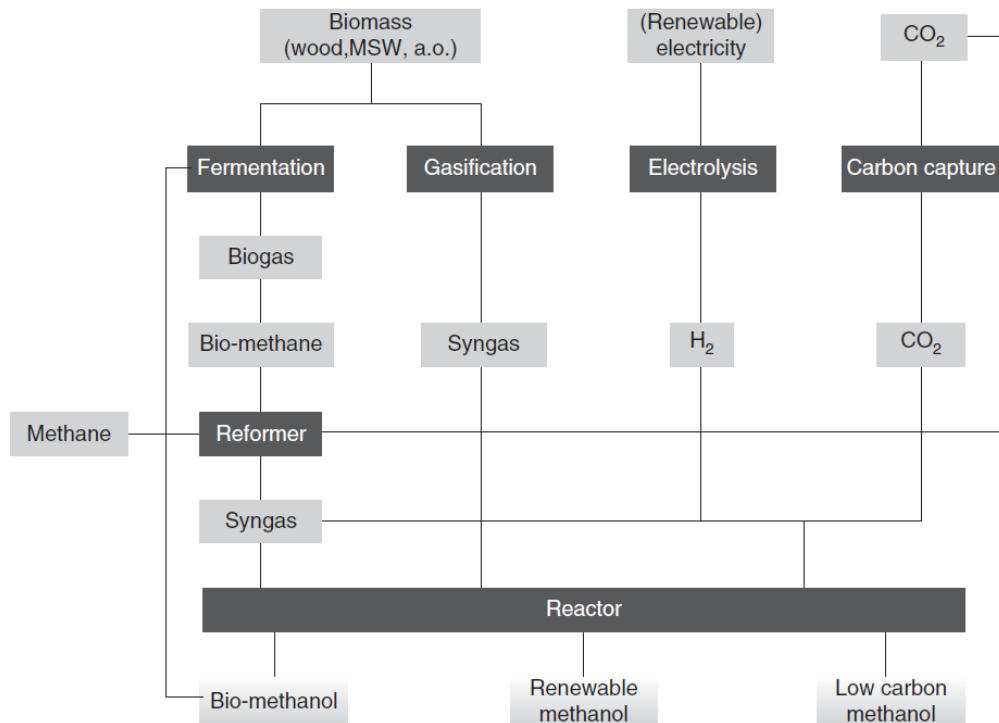 Biomass
(wood,MSW, a.o.)
(Renewable)
electricity
CO₂
Fermentation
Gasification
Electrolysis
Carbon capture
Biogas
Bio-methane
Syngas
H₂
CO₂
Methane
Reformer
Syngas
Reactor
Bio-methanol
Renewable
methanol
Low carbon
methanol